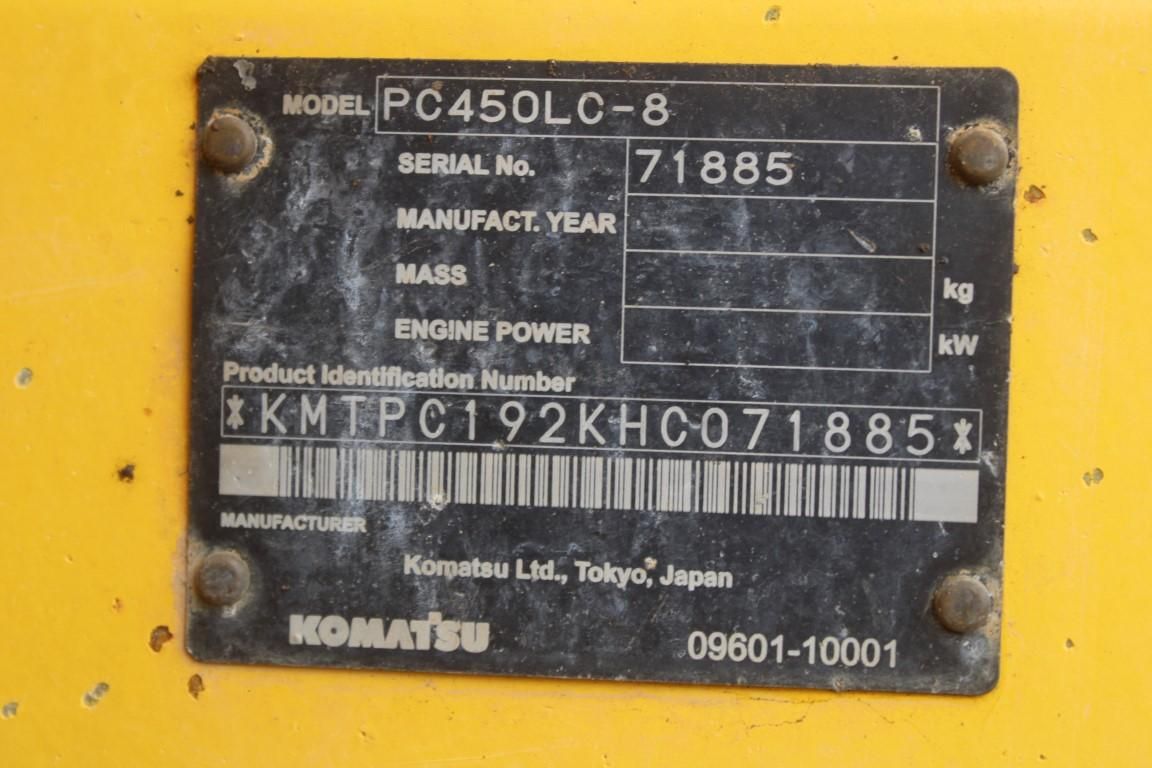 MODEL PC450LC-8
SERIAL No. 71885
MANUFACT. YEAR
MASS kg
ENGINE POWER kW
Product Identification Number
*KMTPC192KHC071885*
MANUFACTURER
Komatsu Ltd., Tokyo, Japan
KOMATSU 09601-10001